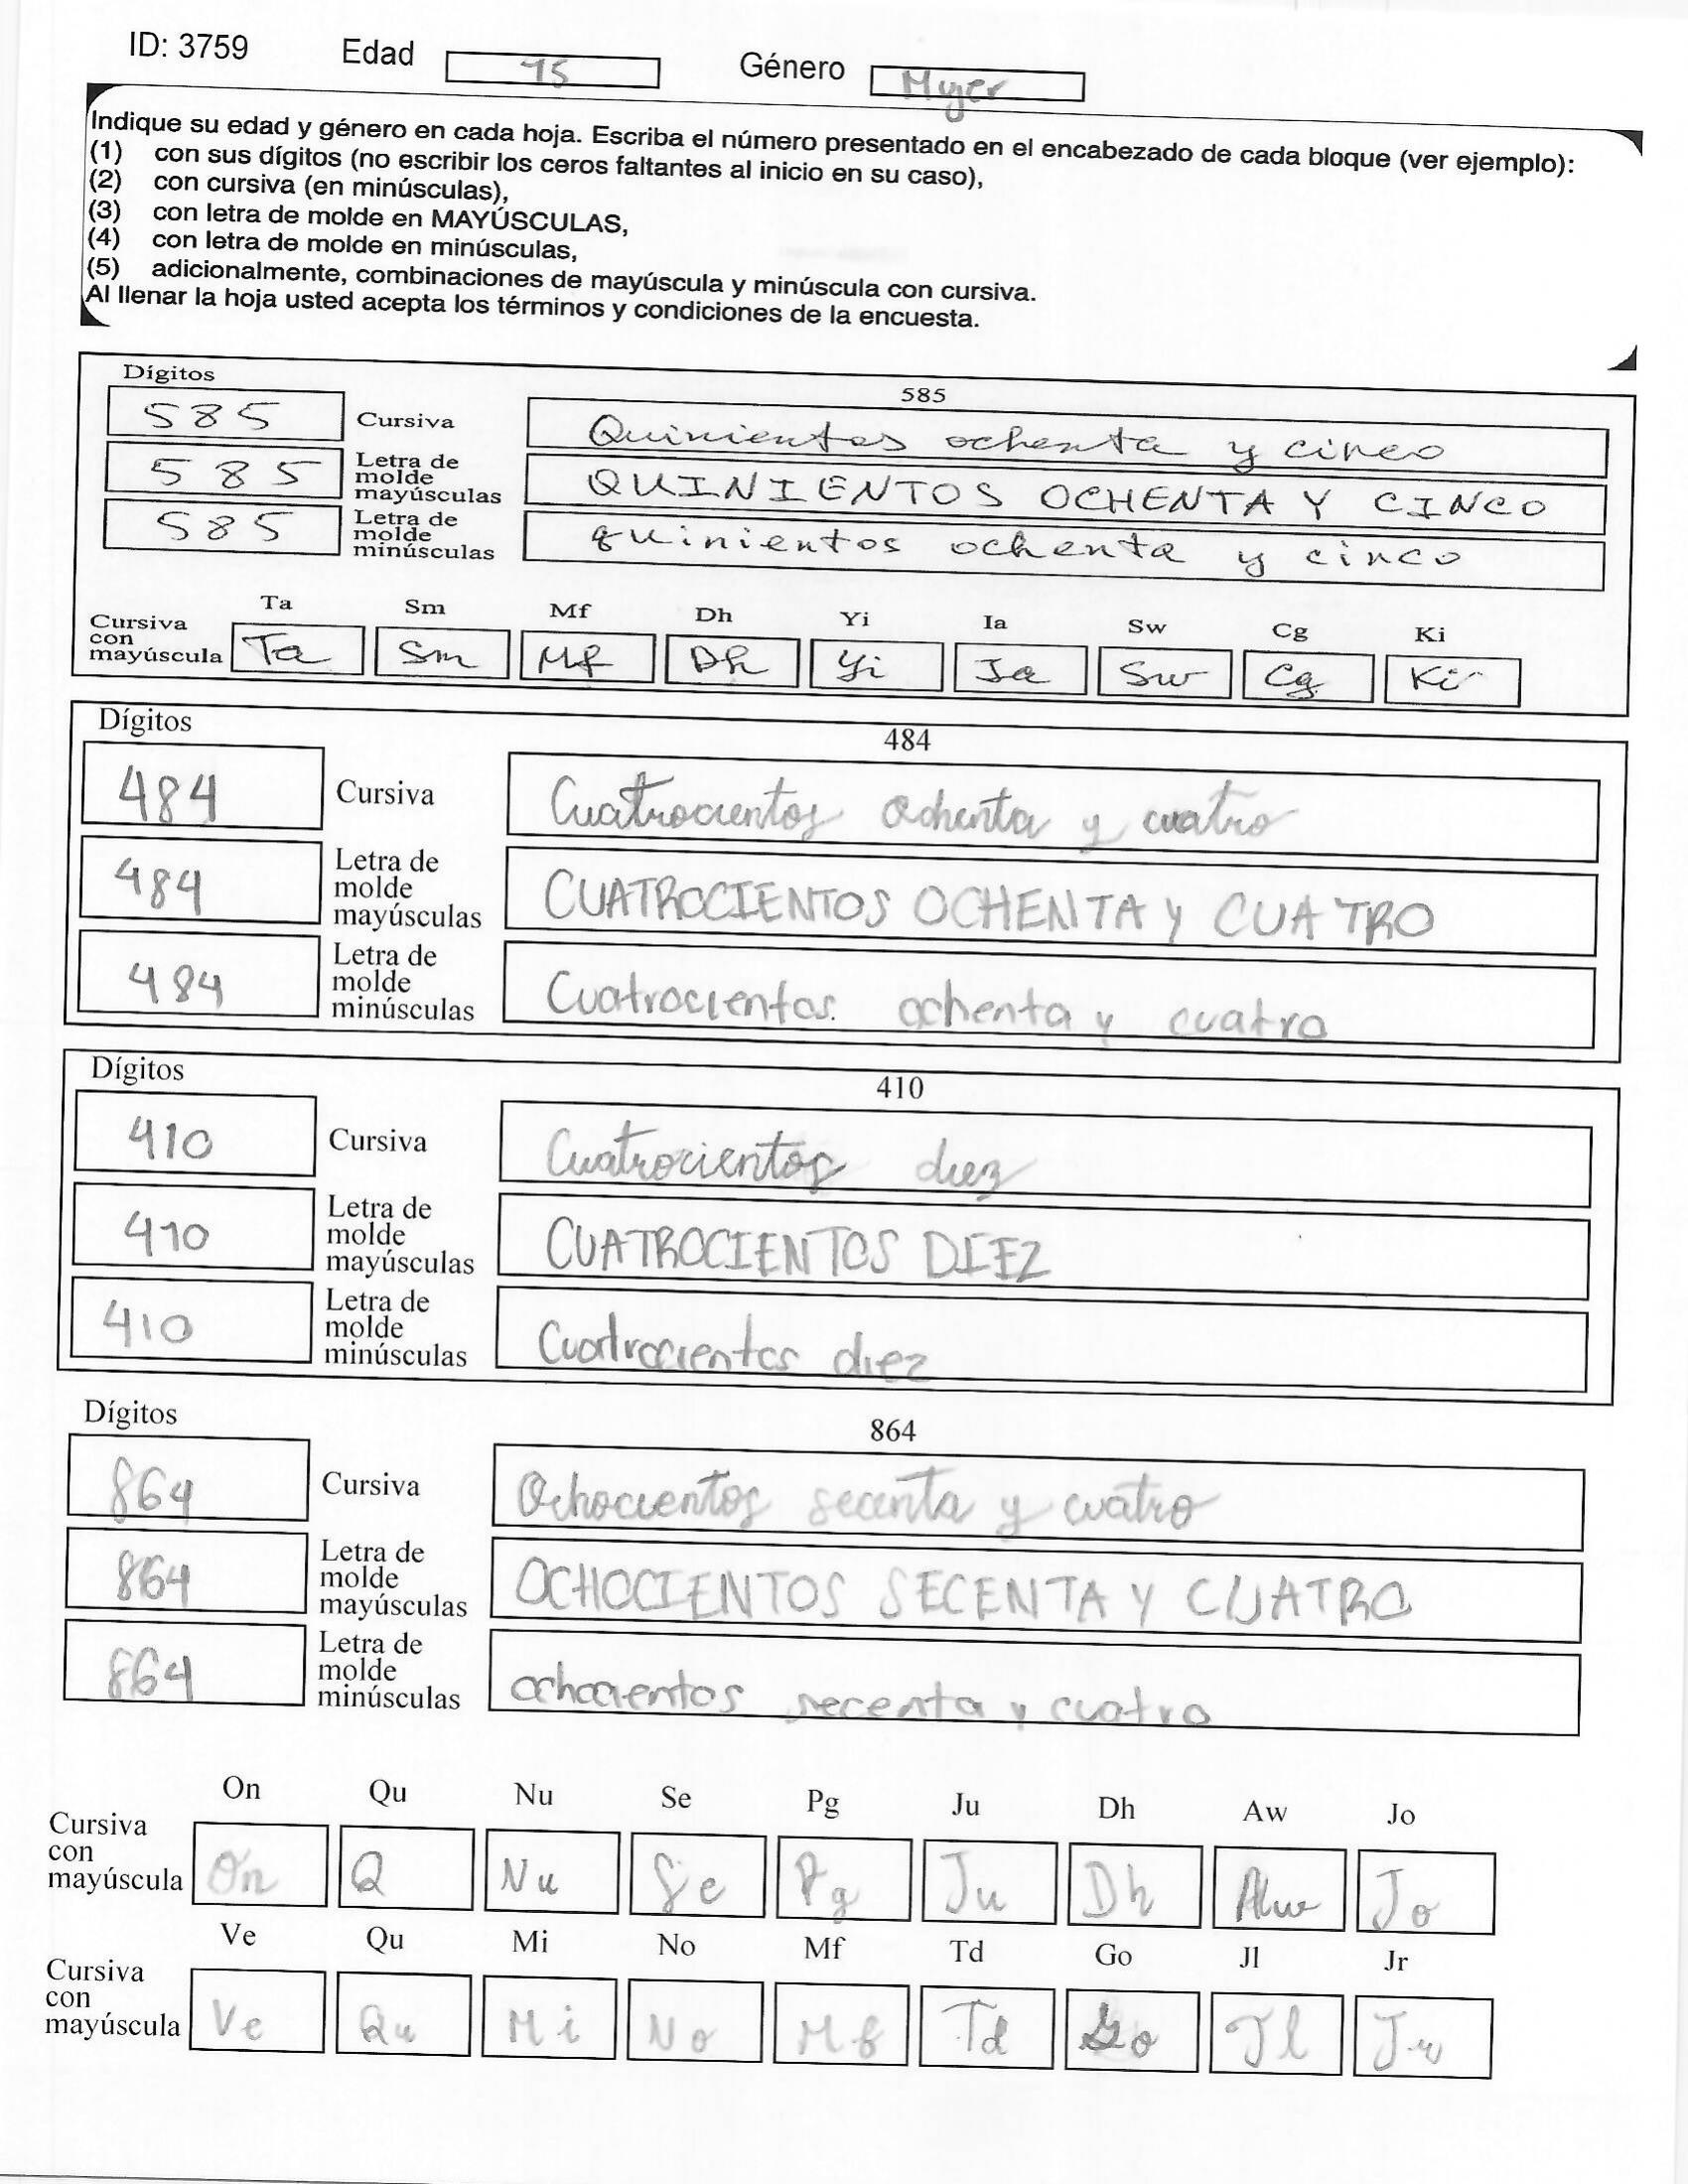 ID: 3759 Edad 15 Género Mujer
Indique su edad y género en cada hoja. Escriba el número presentado en el encabezado de cada bloque (ver ejemplo):
(1) con sus dígitos (no escribir los ceros faltantes al inicio en su caso),
(2) con cursiva (en minúsculas),
(3) con letra de molde en MAYÚSCULAS,
(4) con letra de molde en minúsculas,
(5) adicionalmente, combinaciones de mayúscula y minúscula con cursiva.
Al llenar la hoja usted acepta los términos y condiciones de la encuesta.
Dígitos 585
585 Cursiva Quinientos ochenta y cinco
585 Letra de molde mayúsculas QUINIENTOS OCHENTA Y CINCO
585 Letra de molde minúsculas quinientos ochenta y cinco
Ta Sm Mf Dh Yi Ia Sw Cg Ki
Cursiva con mayúscula Ta Sm Mf Dh Yi Ia Sw Cg Ki
Dígitos 484
484 Cursiva Cuatrocientos ochenta y cuatro
484 Letra de molde mayúsculas CUATROCIENTOS OCHENTA Y CUATRO
484 Letra de molde minúsculas Cuatrocientos ochenta y cuatro
Dígitos 410
410 Cursiva Cuatrocientos diez
410 Letra de molde mayúsculas CUATROCIENTOS DIEZ
410 Letra de molde minúsculas Cuatrocientos diez
Dígitos 864
864 Cursiva Ochocientos secenta y cuatro
864 Letra de molde mayúsculas OCHOCIENTOS SECENTA Y CUATRO
864 Letra de molde minúsculas ochocientos secenta y cuatro
On Qu Nu Se Pg Ju Dh Aw Jo
Cursiva con mayúscula On Q Nu Se Pg Ju Dh Aw Jo
Ve Qu Mi No Mf Td Go Jl Jr
Cursiva con mayúscula Ve Qu Mi No Mf Td Go Jl Jr